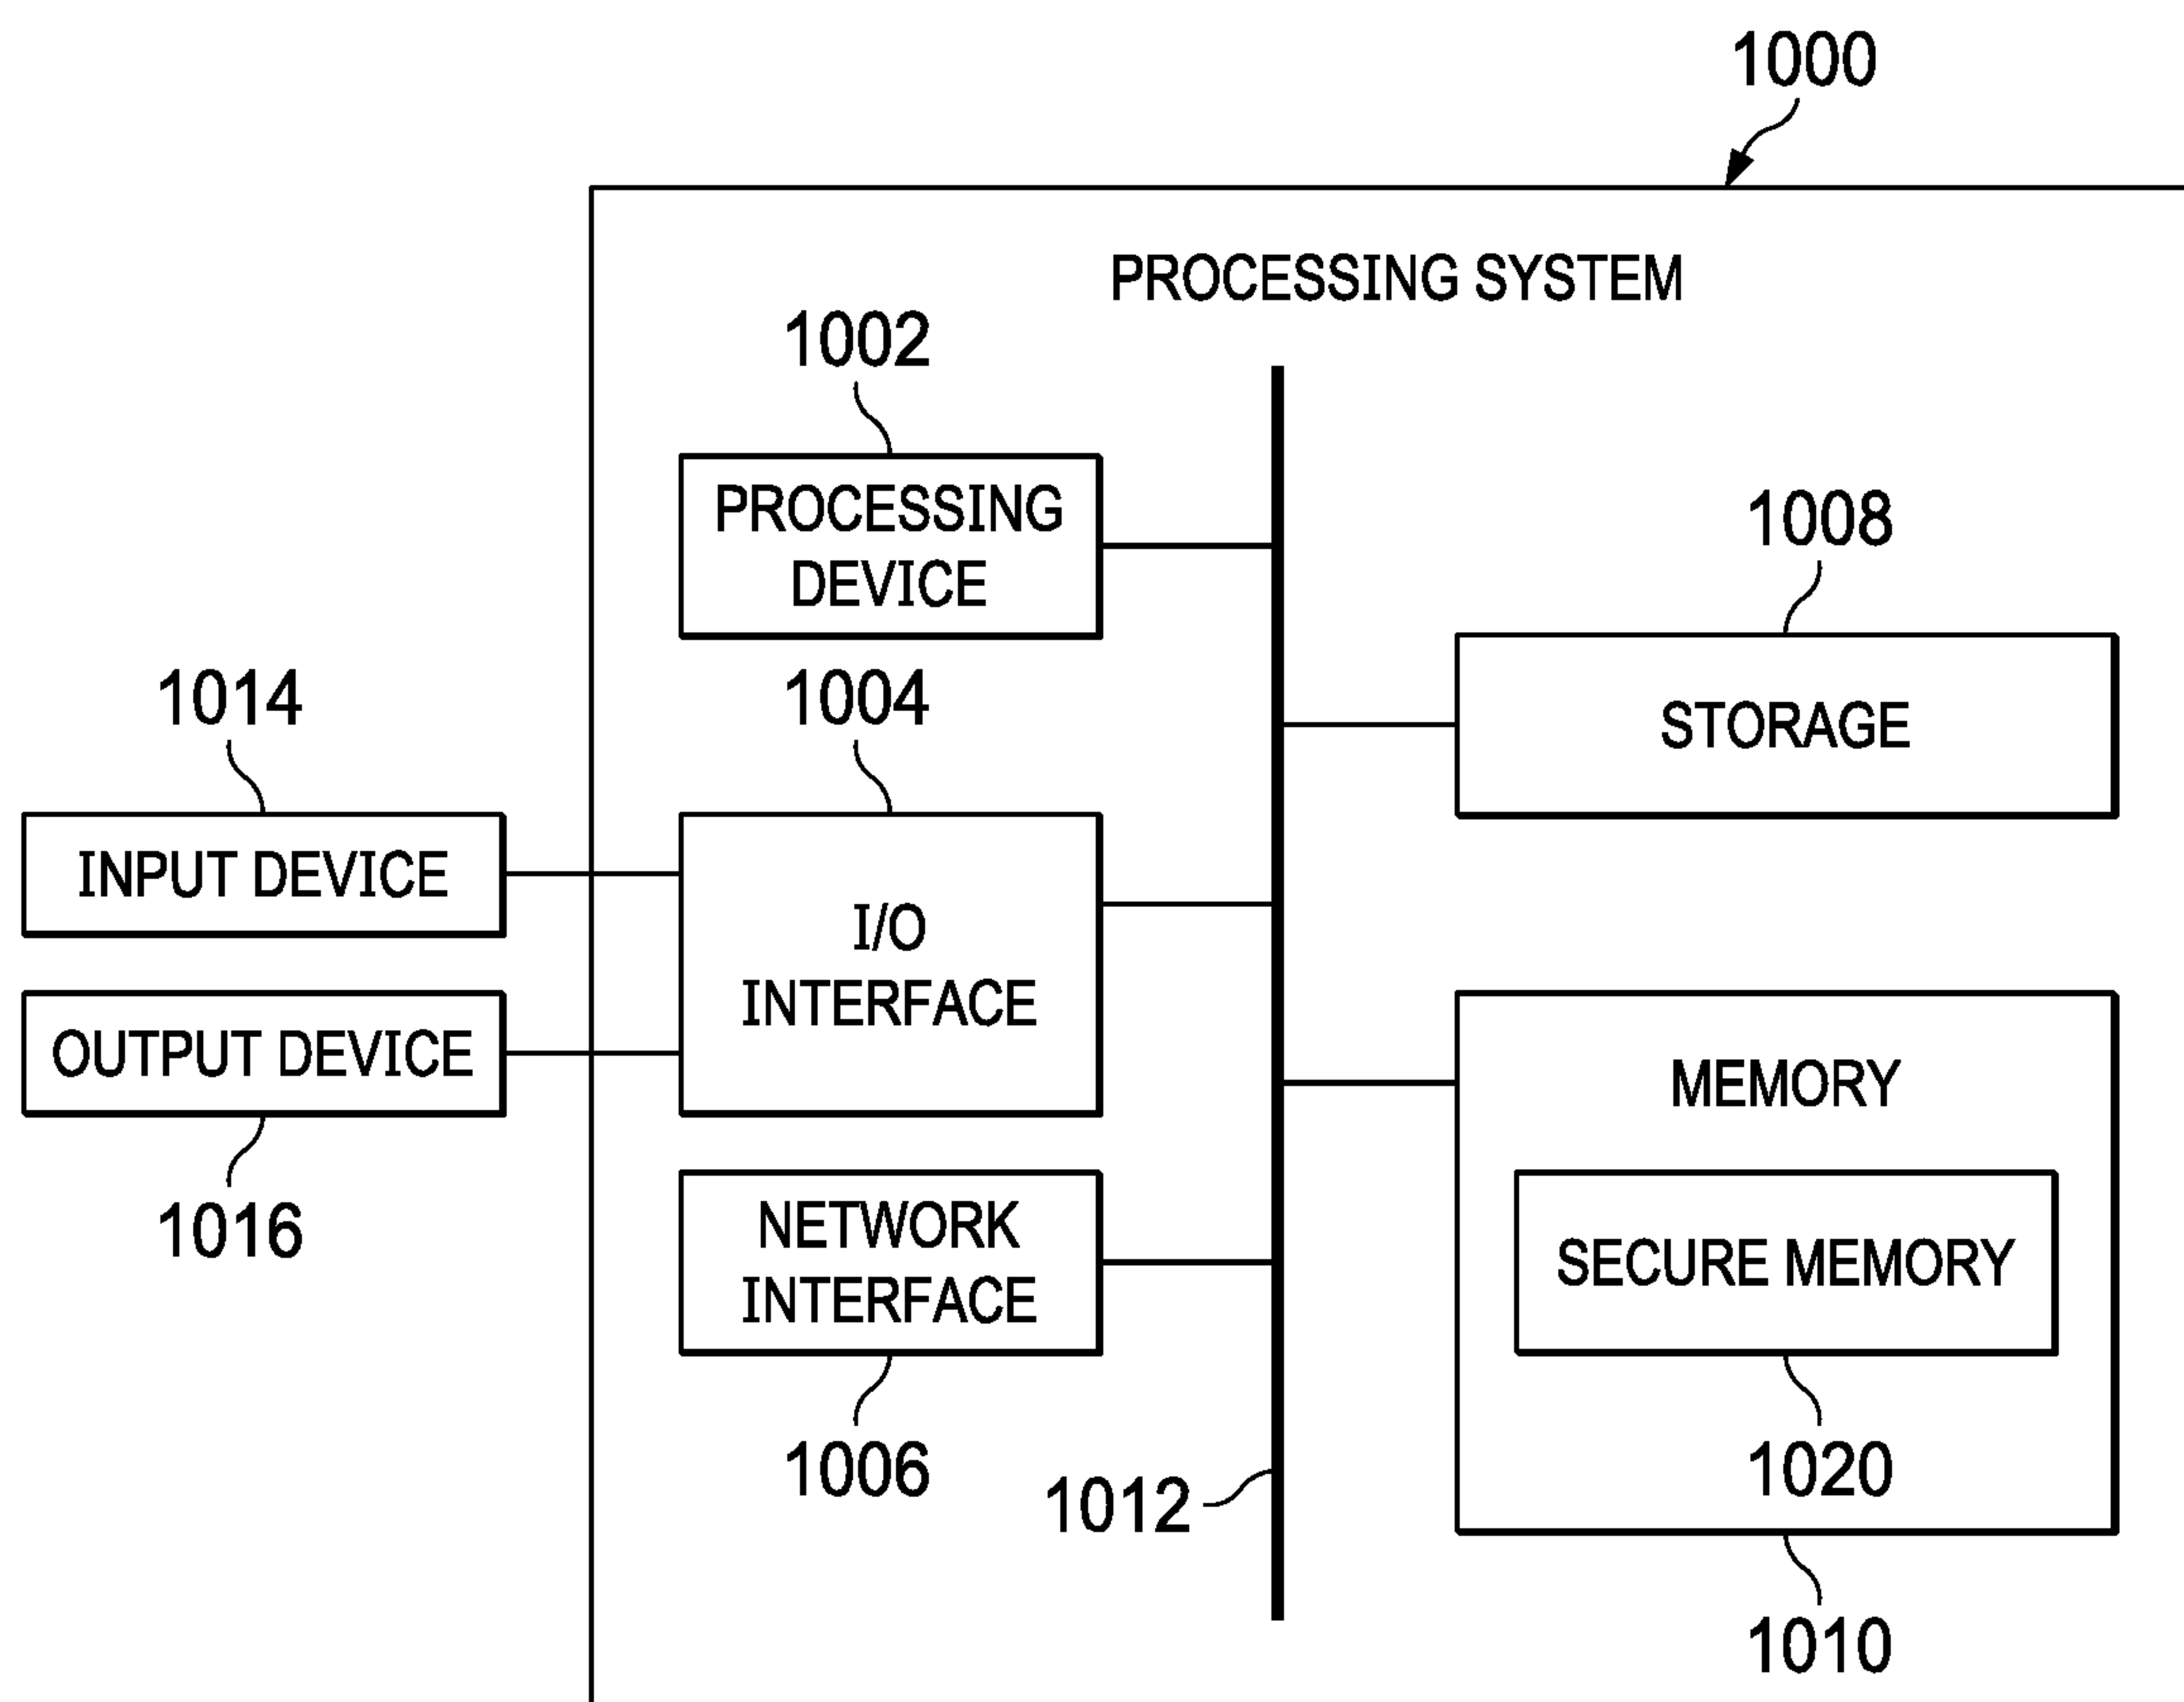 1000
PROCESSING SYSTEM
1002
PROCESSING
DEVICE
1008
STORAGE
1014
INPUT DEVICE
1004
I/O
INTERFACE
OUTPUT DEVICE
1016
MEMORY
SECURE MEMORY
1020
1010
NETWORK
INTERFACE
1006
1012